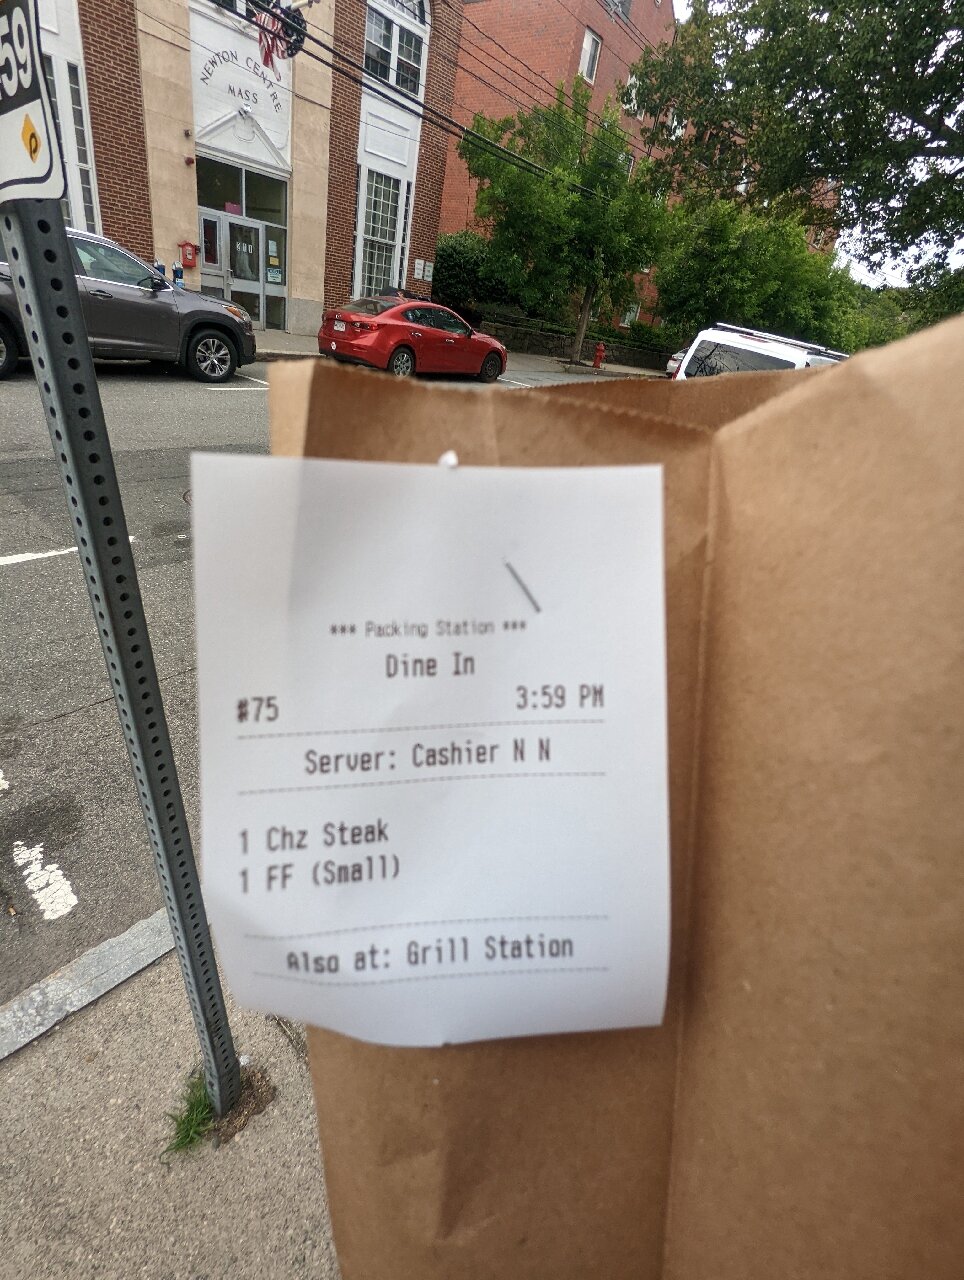 59
NEWTON CENTRE
MASS
*** Packing Station ***
Dine In
#75 3:59 PM
Server: Cashier N N
1 Chz Steak
1 FF (Small)
Also at: Grill Station